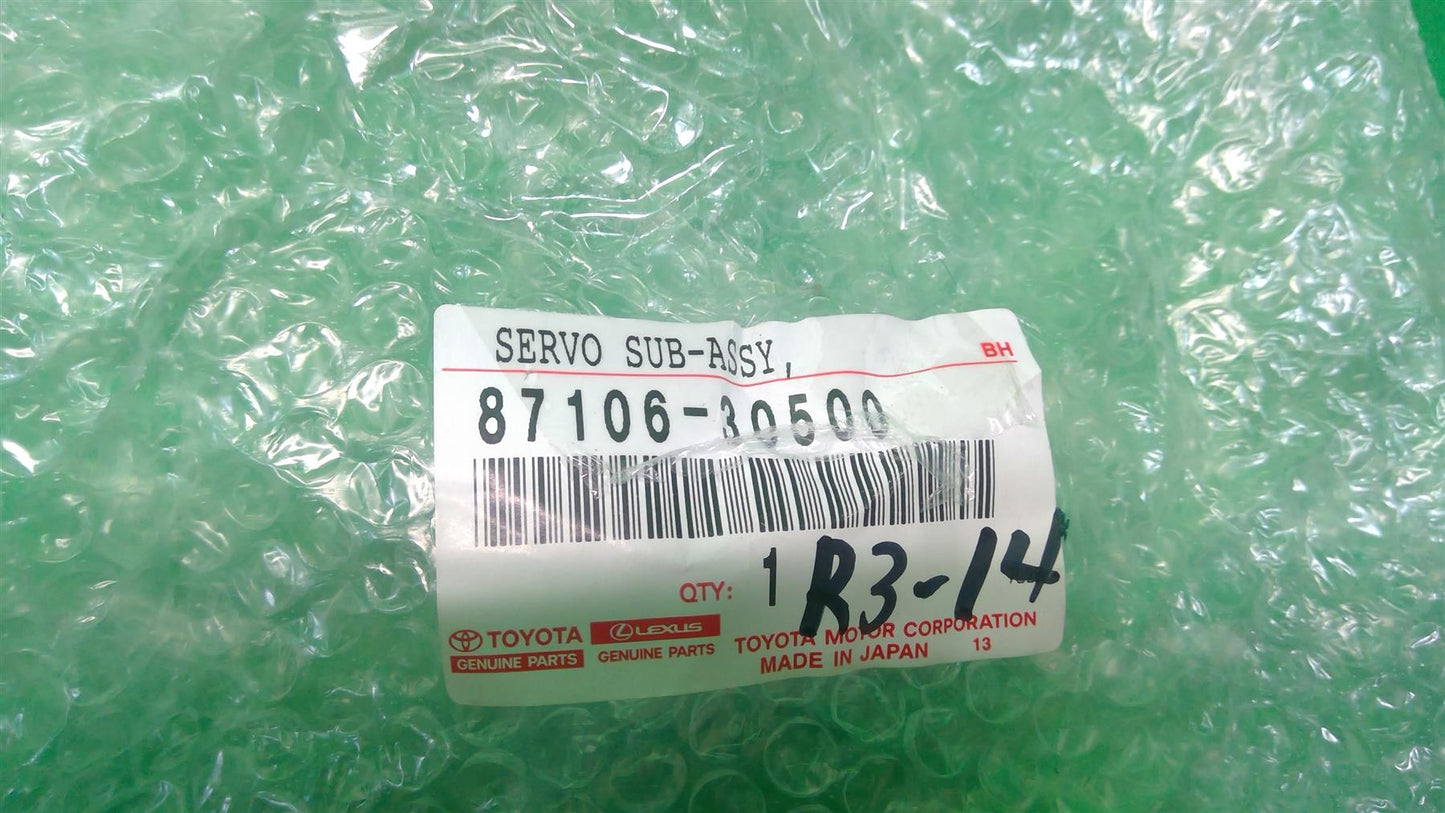 SERVO SUB-ASSY,
BH
87106-30500
QTY: 1
R3-14
TOYOTA
GENUINE PARTS
LEXUS
GENUINE PARTS
TOYOTA MOTOR CORPORATION
MADE IN JAPAN 13